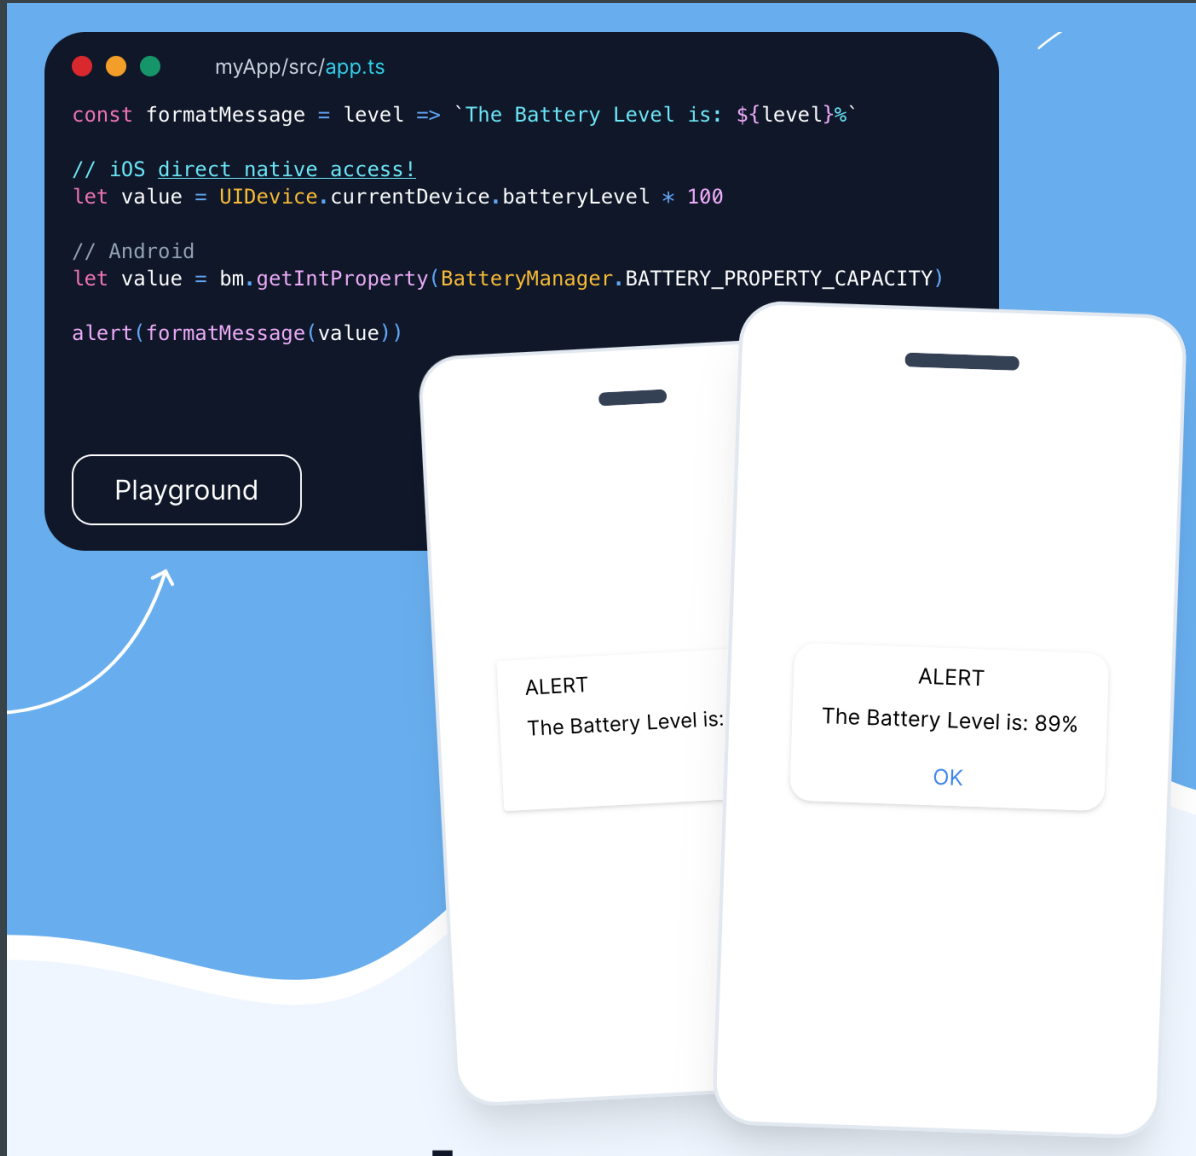 myApp/src/app.ts
const formatMessage = level => `The Battery Level is: ${level}%`
// iOS direct native access!
let value = UIDevice.currentDevice.batteryLevel * 100
// Android
let value = bm.getIntProperty(BatteryManager.BATTERY_PROPERTY_CAPACITY)
alert(formatMessage(value))
Playground
ALERT
The Battery Level is:
ALERT
The Battery Level is: 89%
OK